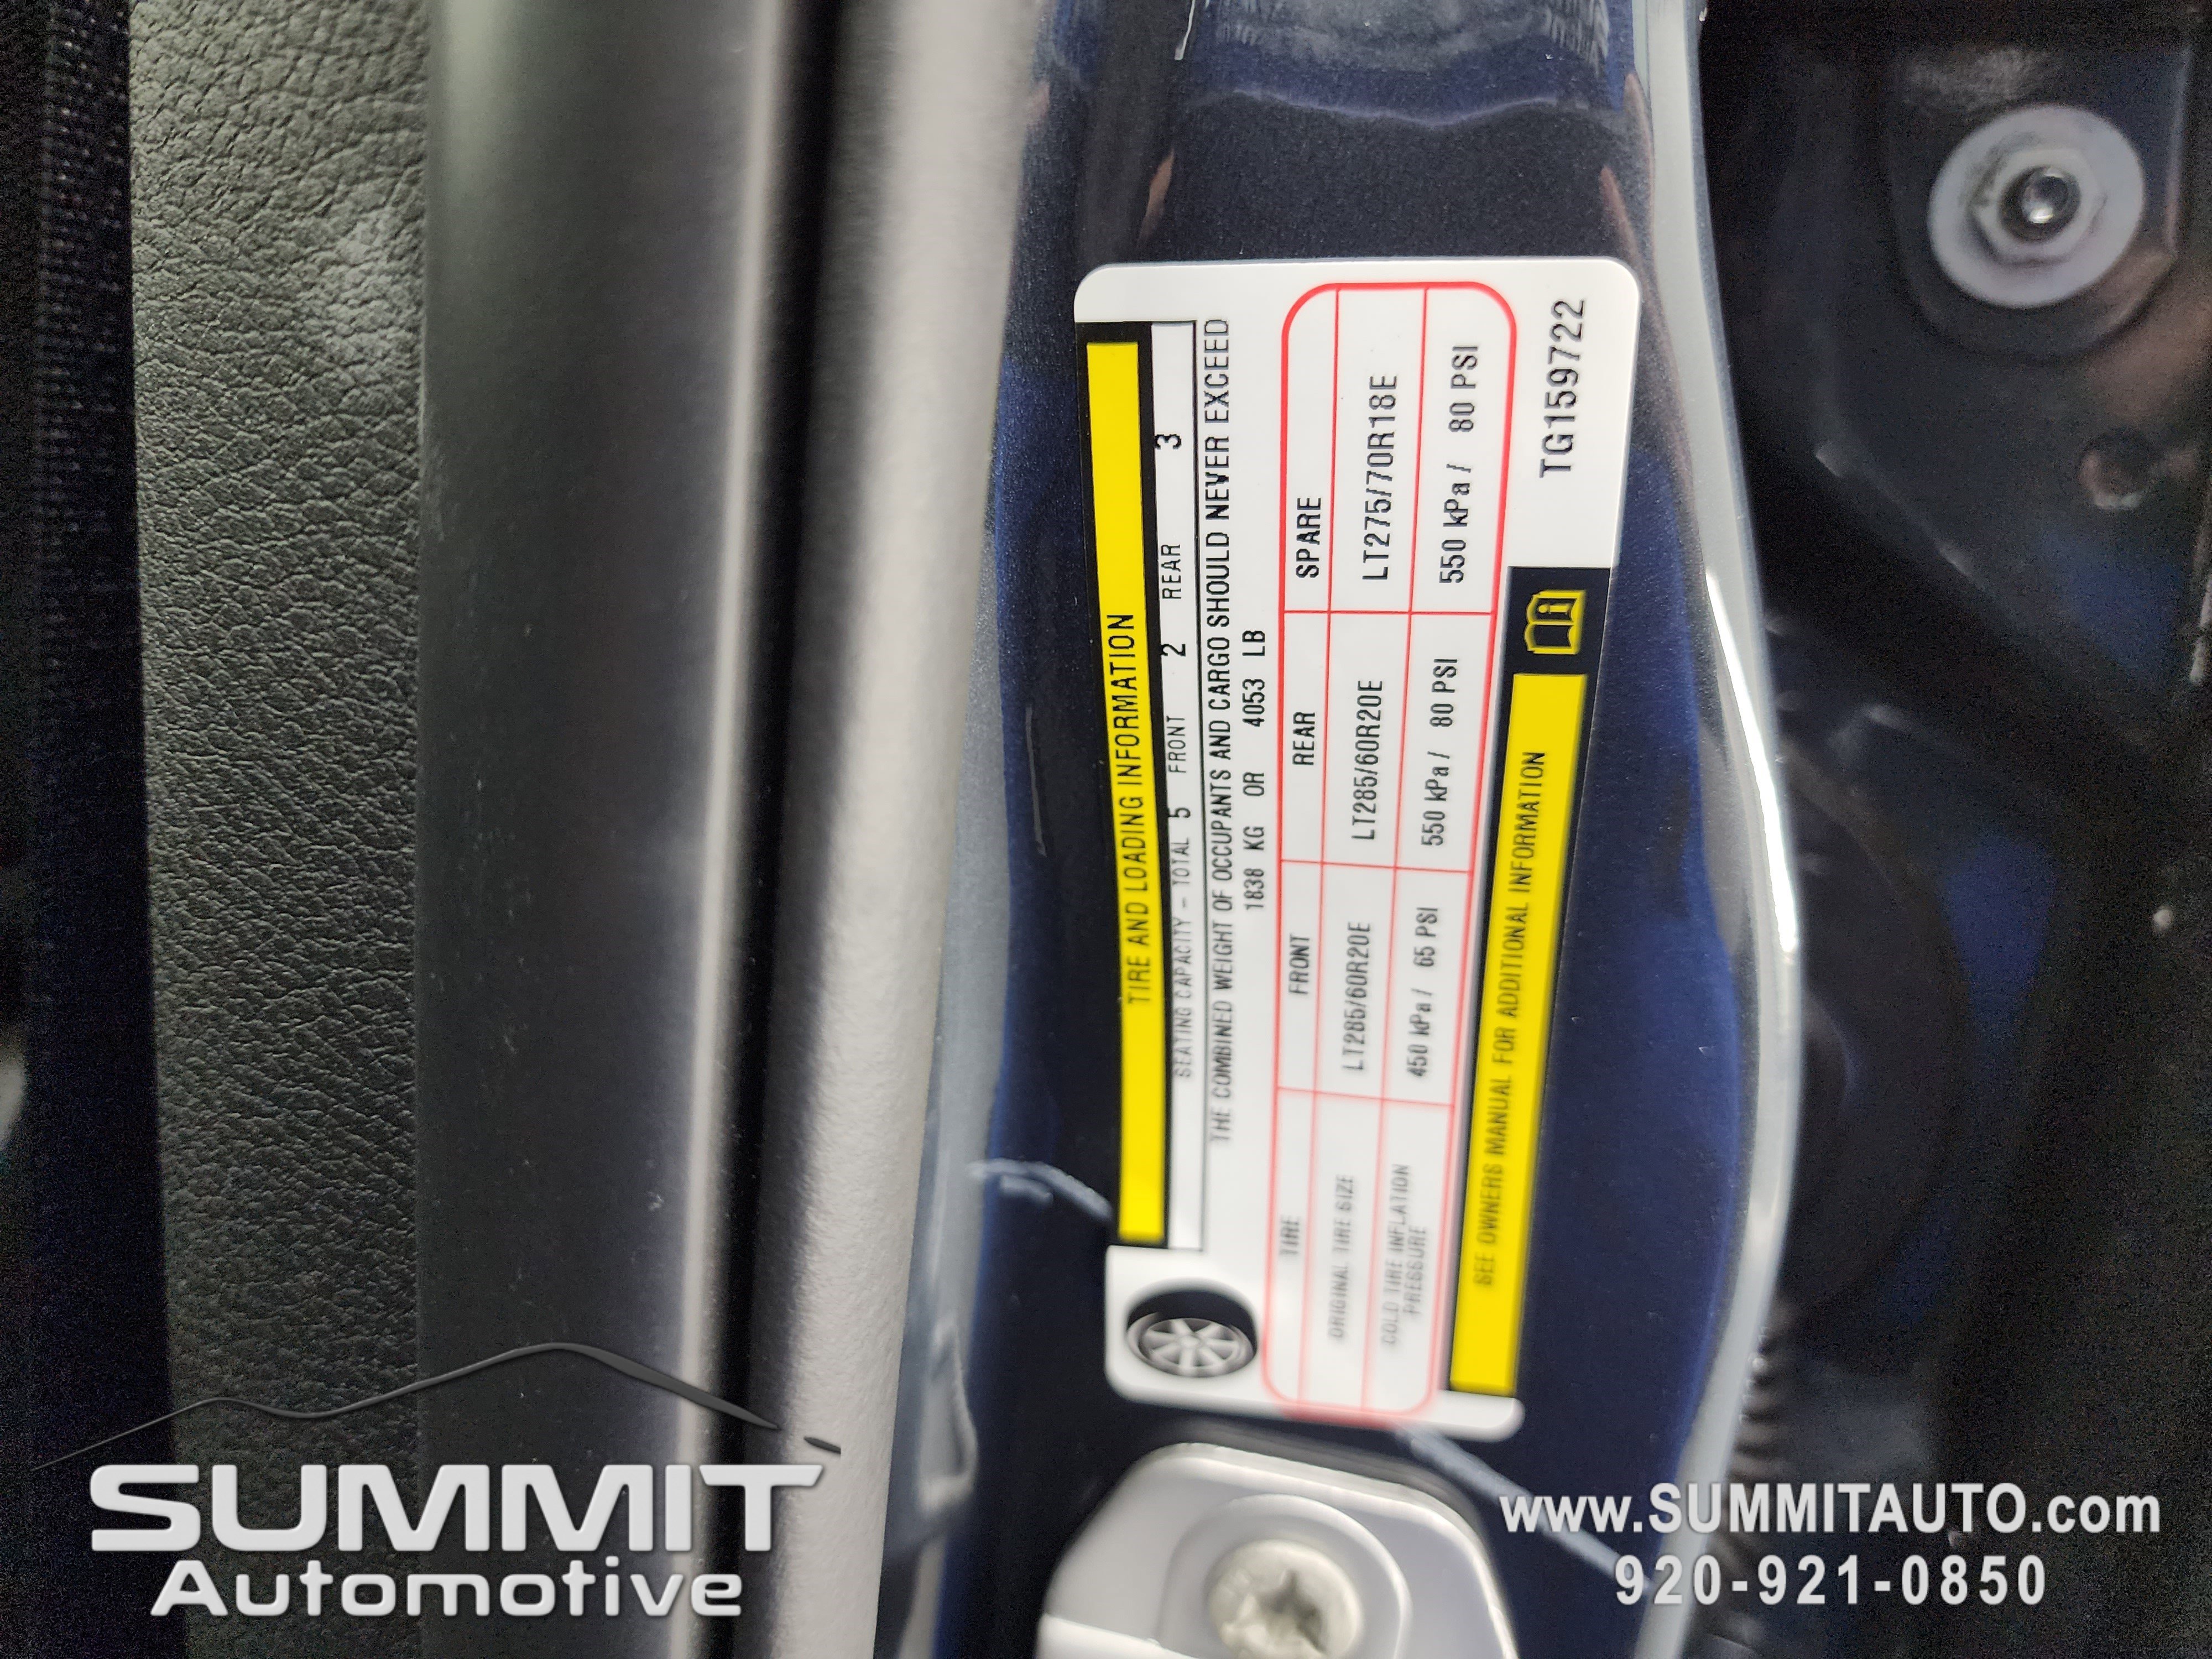 TIRE AND LOADING INFORMATION
SEATING CAPACITY - TOTAL 5 FRONT 2 REAR 3
THE COMBINED WEIGHT OF OCCUPANTS AND CARGO SHOULD NEVER EXCEED
1838 KG OR 4053 LB
TIRE FRONT REAR SPARE
ORIGINAL TIRE SIZE LT285/60R20E LT285/60R20E LT275/70R18E
COLD TIRE INFLATION PRESSURE 450 kPa / 65 PSI 550 kPa / 80 PSI 550 kPa / 80 PSI
SEE OWNERS MANUAL FOR ADDITIONAL INFORMATION
TG159722
SUMMIT
Automotive
www.SUMMITAUTO.com
920-921-0850